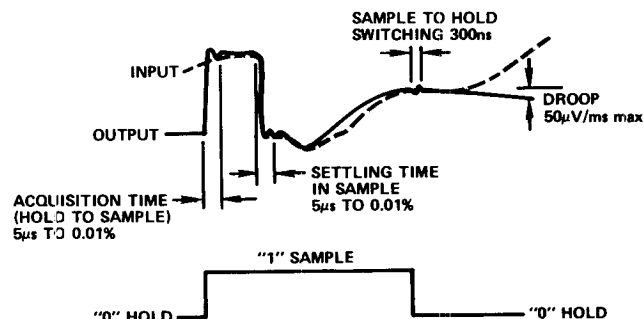 SAMPLE TO HOLD
SWITCHING 300ns
INPUT
DROOP
50µV/ms max
OUTPUT
SETTLING TIME
IN SAMPLE
5µs TO 0.01%
ACQUISITION TIME
(HOLD TO SAMPLE)
5µs TO 0.01%
"1" SAMPLE
"0" HOLD
"0" HOLD